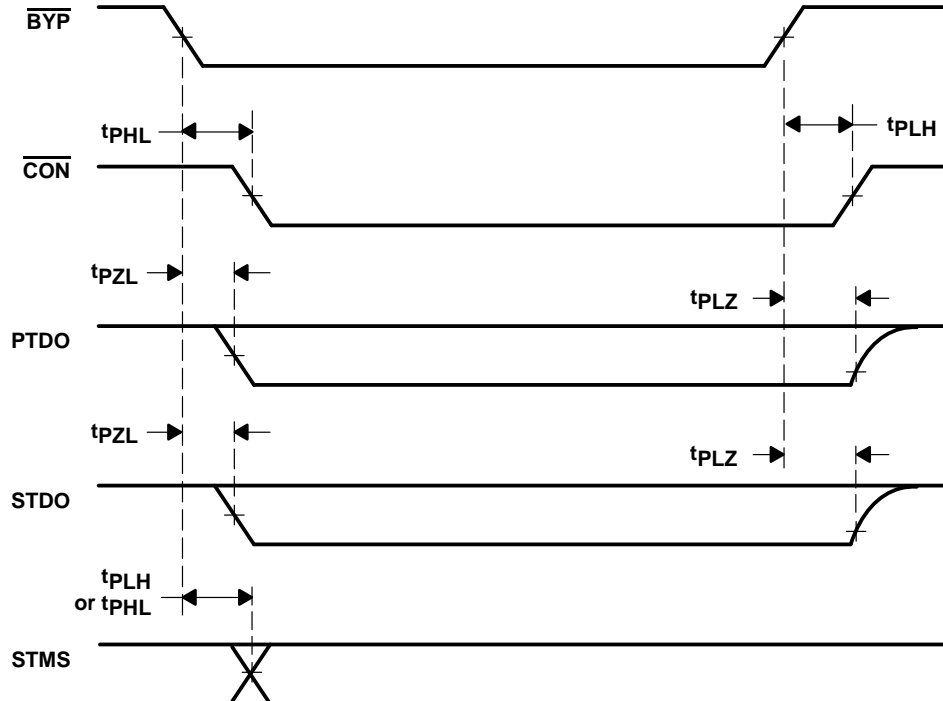 BYP
tPHL
tPLH
CON
tPZL
tPLZ
PTDO
tPZL
tPLZ
STDO
tPLH
or tPHL
STMS